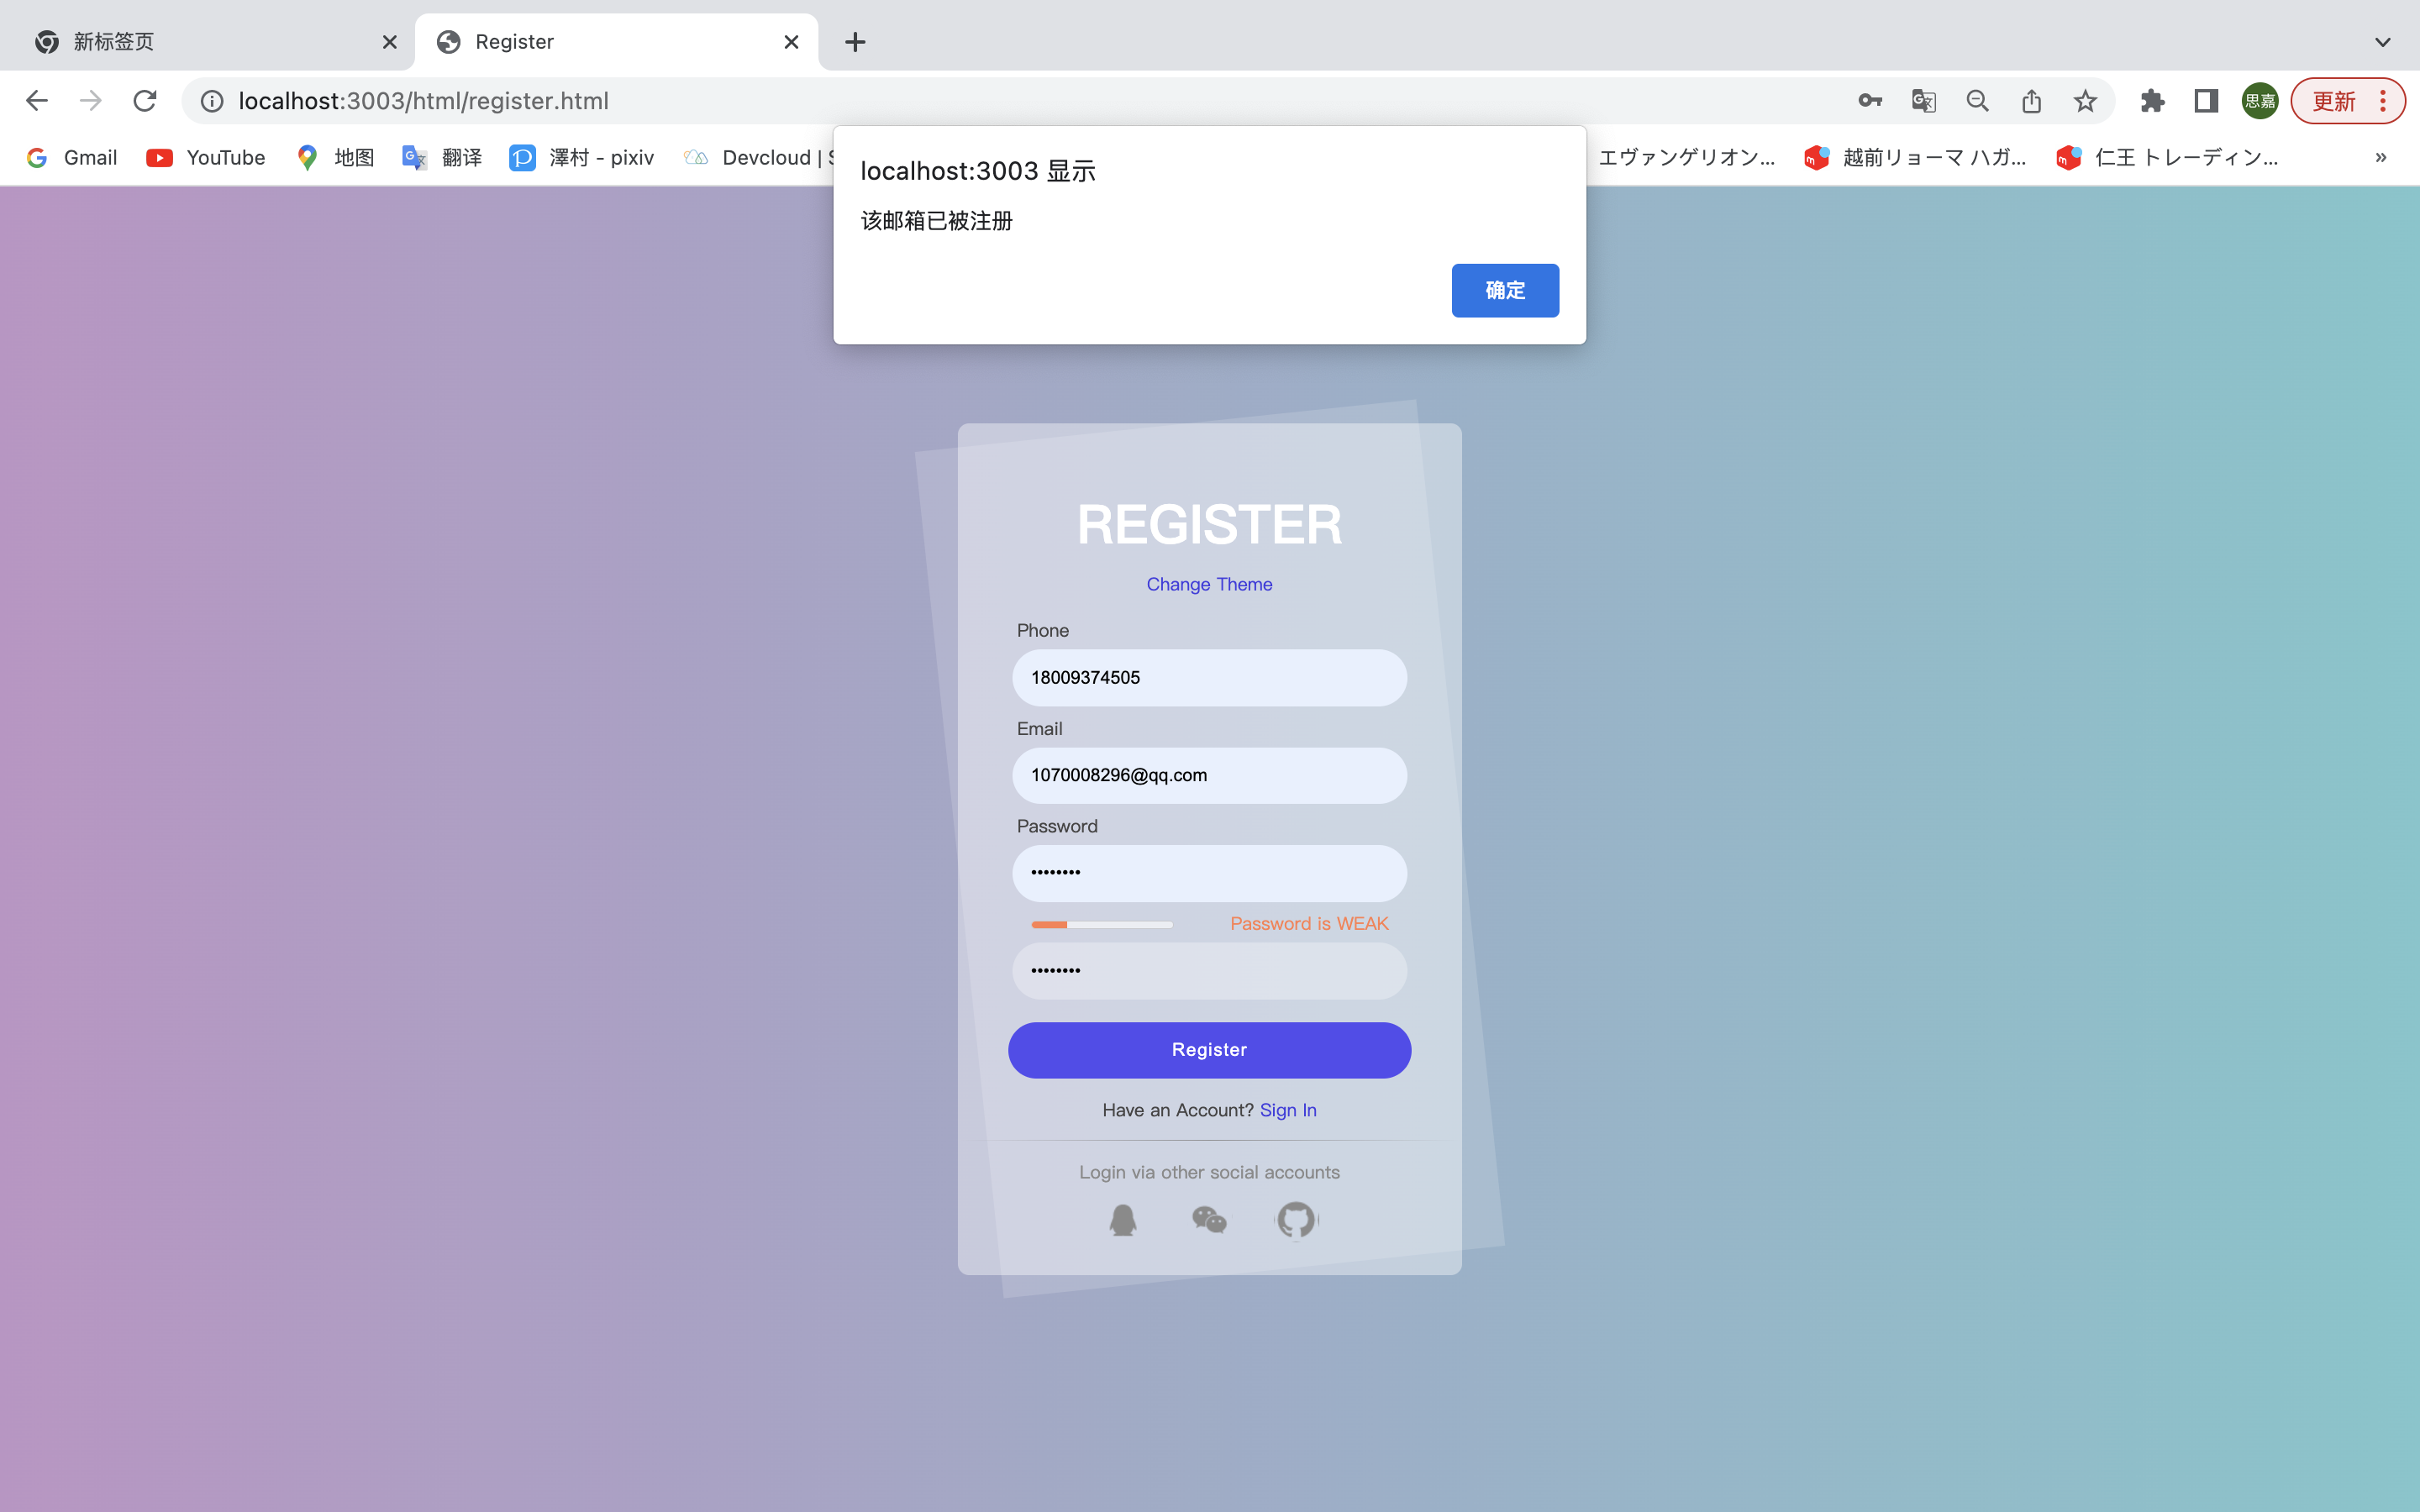 新标签页
Register
localhost:3003/html/register.html
思嘉
更新
Gmail
YouTube
地图
翻译
澤村 - pixiv
Devcloud | S
エヴァンゲリオン...
越前リョーマ ハガ...
仁王 トレーディン...
»
localhost:3003 显示
该邮箱已被注册
确定
REGISTER
Change Theme
Phone
18009374505
Email
1070008296@qq.com
Password
••••••••
Password is WEAK
••••••••
Register
Have an Account? Sign In
Login via other social accounts